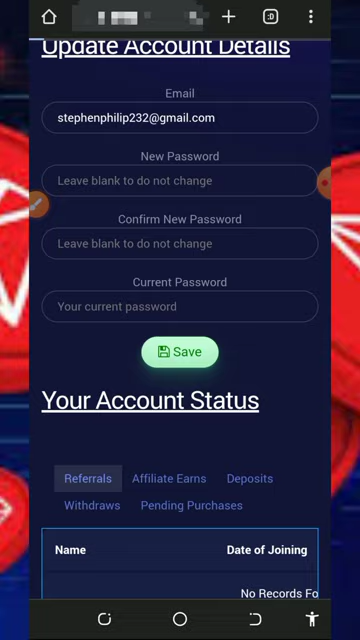 Update Account Details
Email
stephenphilip232@gmail.com
New Password
Leave blank to do not change
Confirm New Password
Leave blank to do not change
Current Password
Your current password
Save
Your Account Status
Referrals Affiliate Earns Deposits
Withdraws Pending Purchases
Name Date of Joining
No Records Fo